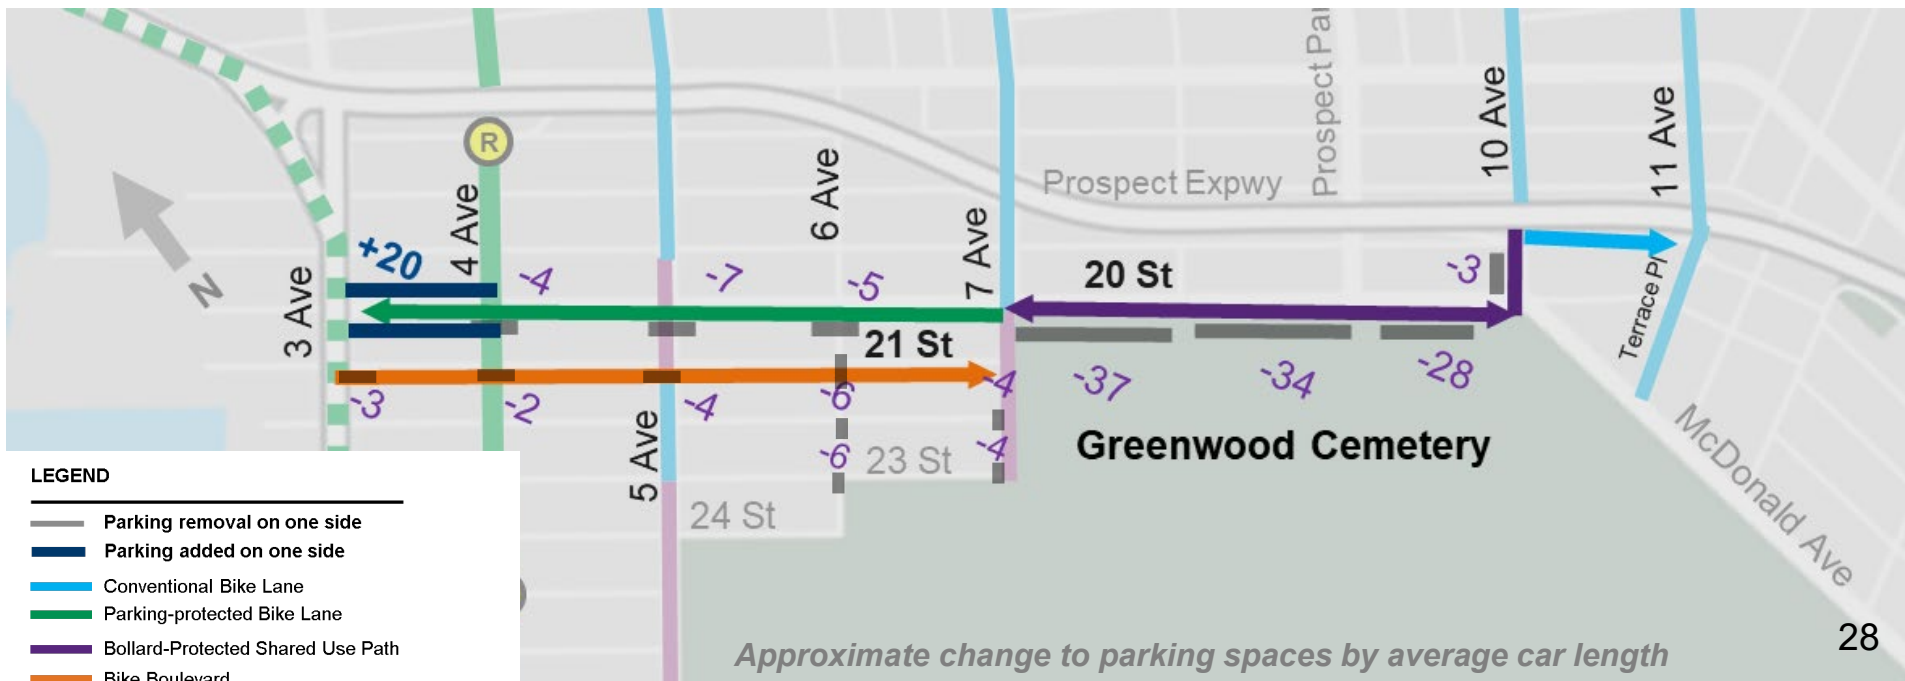 Prospect Par
10 Ave
11 Ave
R
6 Ave
Prospect Expwy
4 Ave
7 Ave
+20
-4
-7
-5
20 St
-3
N
3 Ave
Terrace Pl
21 St
-3
-2
-4
-6
-4
-37
-34
-28
5 Ave
-6
23 St
-4
Greenwood Cemetery
McDonald Ave
24 St
LEGEND
Parking removal on one side
Parking added on one side
Conventional Bike Lane
Parking-protected Bike Lane
Bollard-Protected Shared Use Path
Bike Boulevard
Approximate change to parking spaces by average car length
28